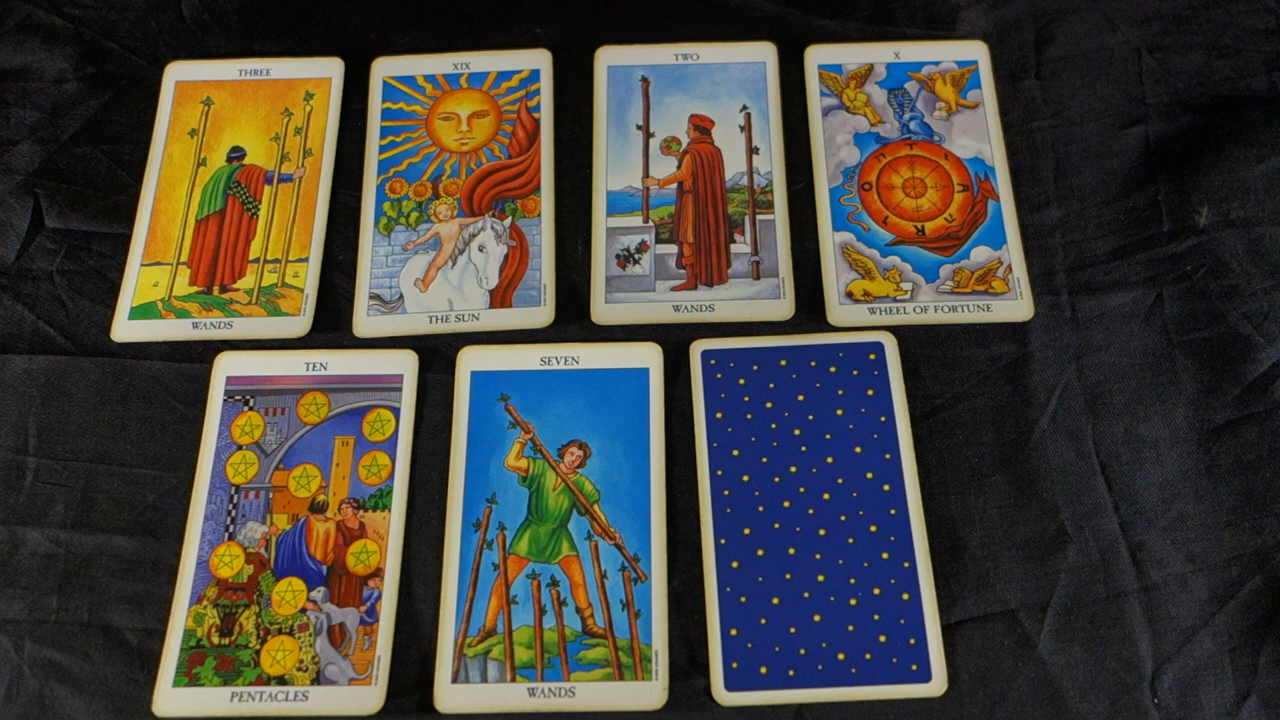 THREE
WANDS
XIX
THE SUN
TWO
WANDS
X
WHEEL OF FORTUNE
TEN
PENTACLES
SEVEN
WANDS